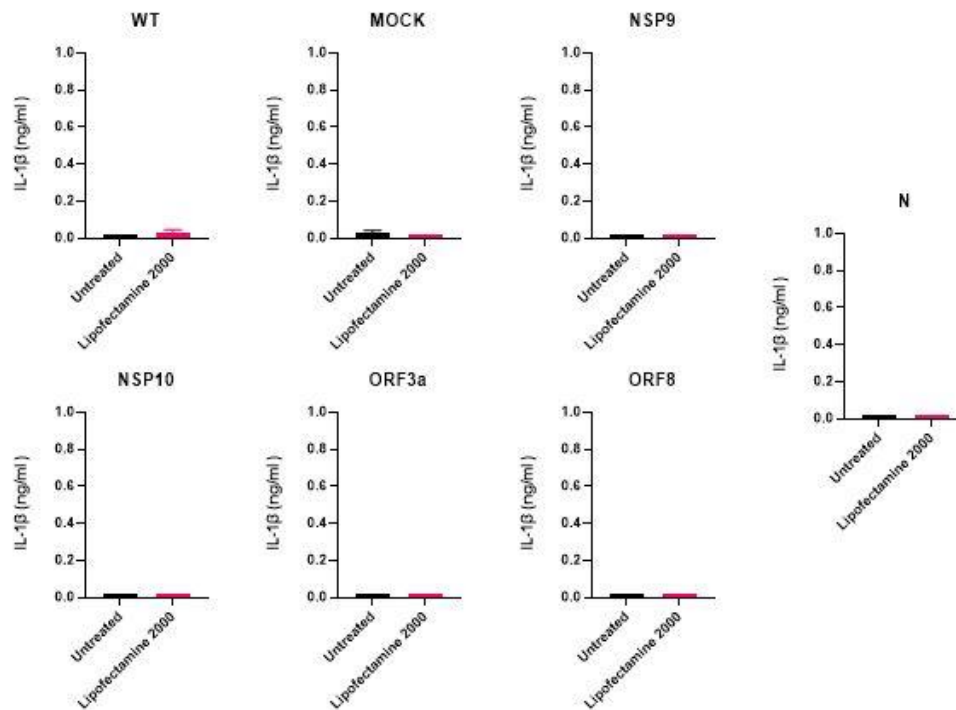 WT
1.0
0.8
0.6
0.4
0.2
0.0
IL-1β (ng/ml)
Untreated
Lipofectamine 2000
MOCK
1.0
0.8
0.6
0.4
0.2
0.0
IL-1β (ng/ml)
Untreated
Lipofectamine 2000
NSP9
1.0
0.8
0.6
0.4
0.2
0.0
IL-1β (ng/ml)
Untreated
Lipofectamine 2000
N
1.0
0.8
0.6
0.4
0.2
0.0
IL-1β (ng/ml)
Untreated
Lipofectamine 2000
NSP10
1.0
0.8
0.6
0.4
0.2
0.0
IL-1β (ng/ml)
Untreated
Lipofectamine 2000
ORF3a
1.0
0.8
0.6
0.4
0.2
0.0
IL-1β (ng/ml)
Untreated
Lipofectamine 2000
ORF8
1.0
0.8
0.6
0.4
0.2
0.0
IL-1β (ng/ml)
Untreated
Lipofectamine 2000